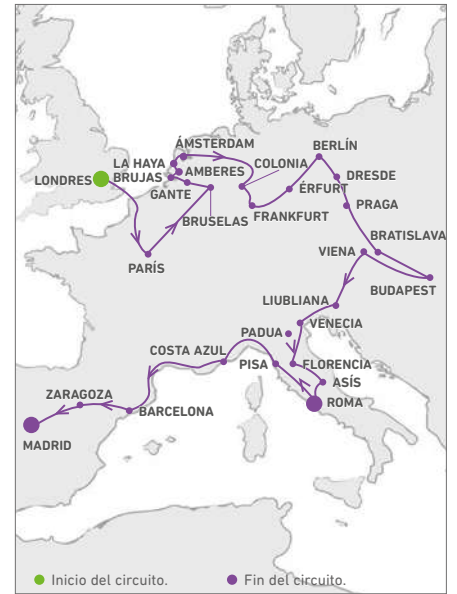 ÁMSTERDAM
BERLÍN
LA HAYA
COLONIA
AMBERES
LONDRES
BRUJAS
DRESDE
GANTE
ÉRFURT
PRAGA
FRANKFURT
BRUSELAS
BRATISLAVA
VIENA
PARÍS
BUDAPEST
LIUBLIANA
VENECIA
PADUA
COSTA AZUL
PISA
FLORENCIA
ASÍS
ZARAGOZA
ROMA
BARCELONA
MADRID
Inicio del circuito.
Fin del circuito.